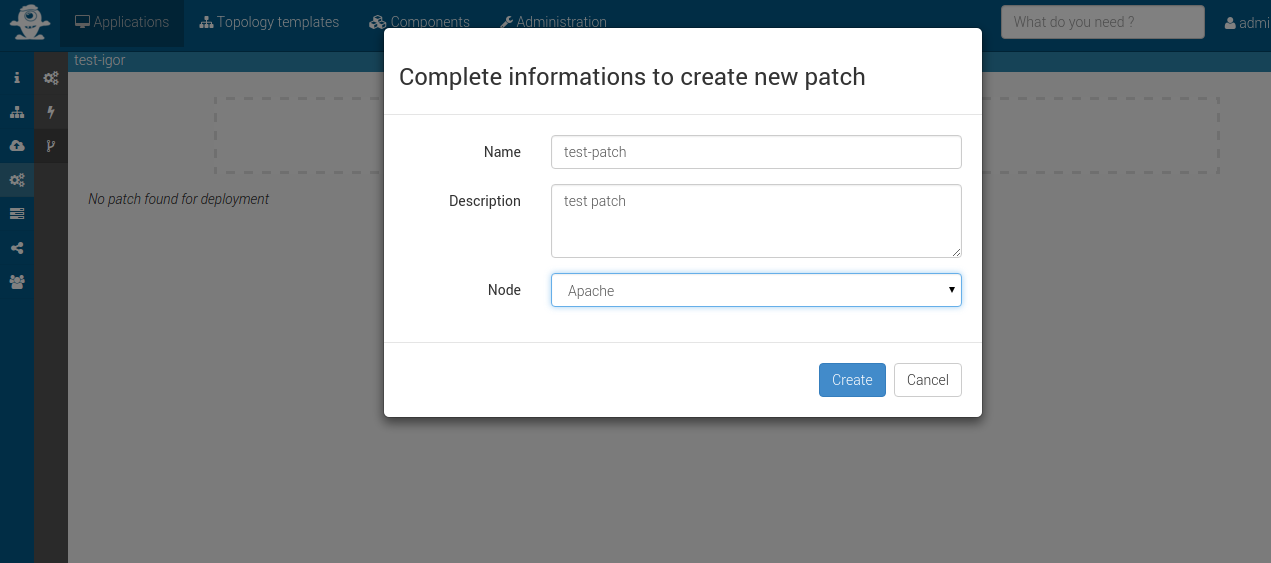 Applications
Topology templates
Components
Administration
What do you need ?
admi
test-igor
Complete informations to create new patch
Name
test-patch
Description
test patch
No patch found for deployment
Node
Apache
Create
Cancel